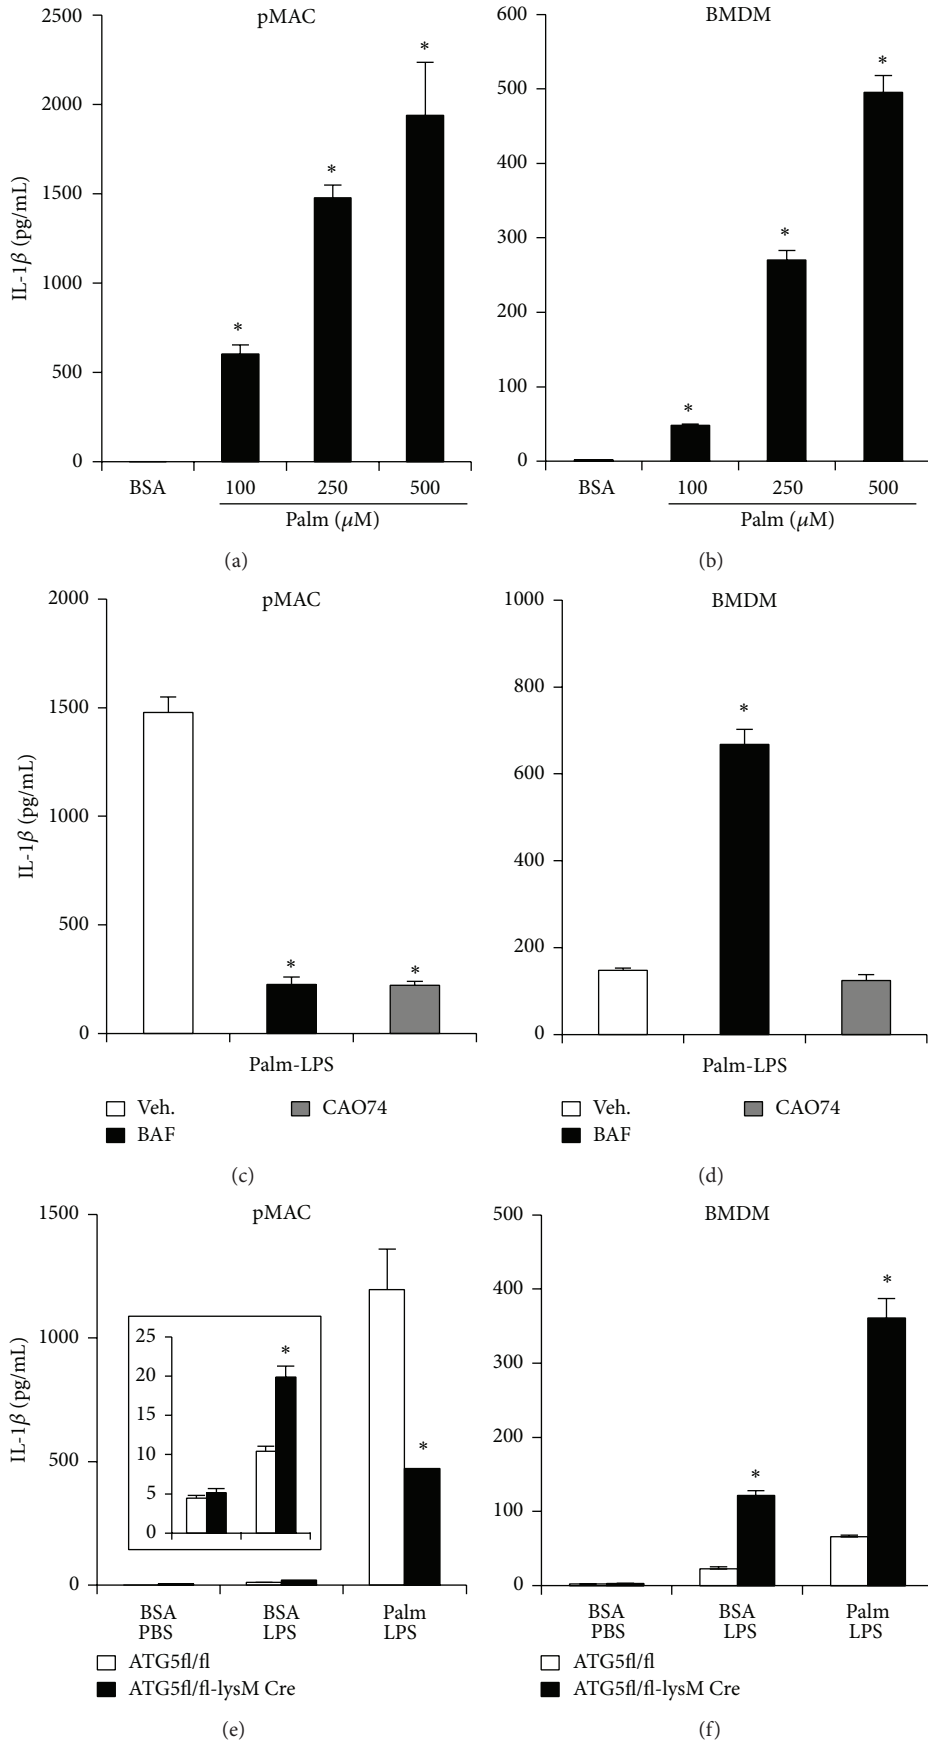 pMAC
2500
2000
1500
1000
500
0
IL-1β (pg/mL)
*
*
*
BSA 100 250 500
Palm (μM)
(a)
BMDM
600
500
400
300
200
100
0
IL-1β (pg/mL)
*
*
*
BSA 100 250 500
Palm (μM)
(b)
pMAC
2000
1500
1000
500
0
IL-1β (pg/mL)
* *
Palm-LPS
Veh. CAO74
BAF
(c)
BMDM
1000
800
600
400
200
0
*
Palm-LPS
Veh. CAO74
BAF
(d)
pMAC
1500
1000
500
0
IL-1β (pg/mL)
25
20
15
10
5
0
*
*
BSA BSA Palm
PBS LPS LPS
ATG5fl/fl
ATG5fl/fl-lysM Cre
(e)
BMDM
500
400
300
200
100
0
*
*
BSA BSA Palm
PBS LPS LPS
ATG5fl/fl
ATG5fl/fl-lysM Cre
(f)